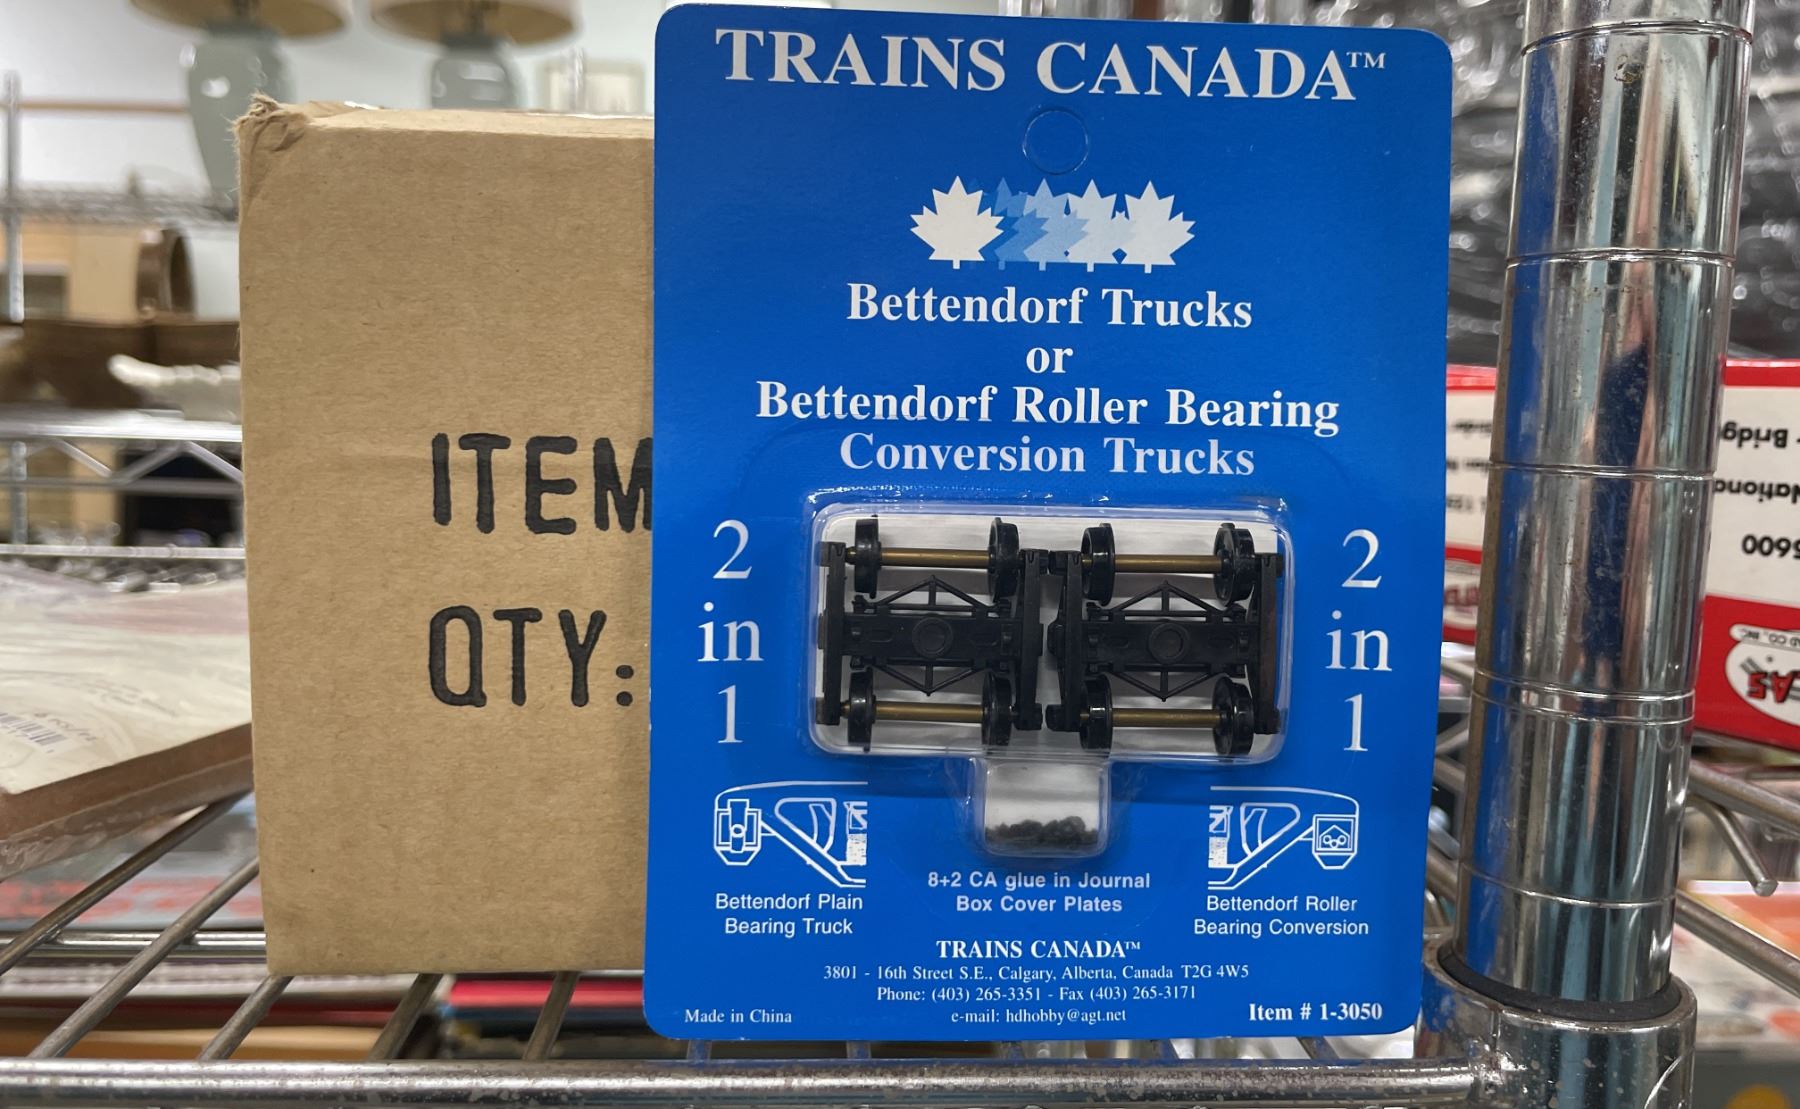 TRAINS CANADA™
Bettendorf Trucks
or
Bettendorf Roller Bearing
Conversion Trucks
2
in
1
2
in
1
Bettendorf Plain
Bearing Truck
8+2 CA glue in Journal
Box Cover Plates
Bettendorf Roller
Bearing Conversion
TRAINS CANADA™
3801 - 16th Street S.E., Calgary, Alberta, Canada T2G 4W5
Phone: (403) 265-3351 - Fax (403) 265-3171
e-mail: hdhobby@agt.net
Made in China
Item # 1-3050
ITEM
QTY: